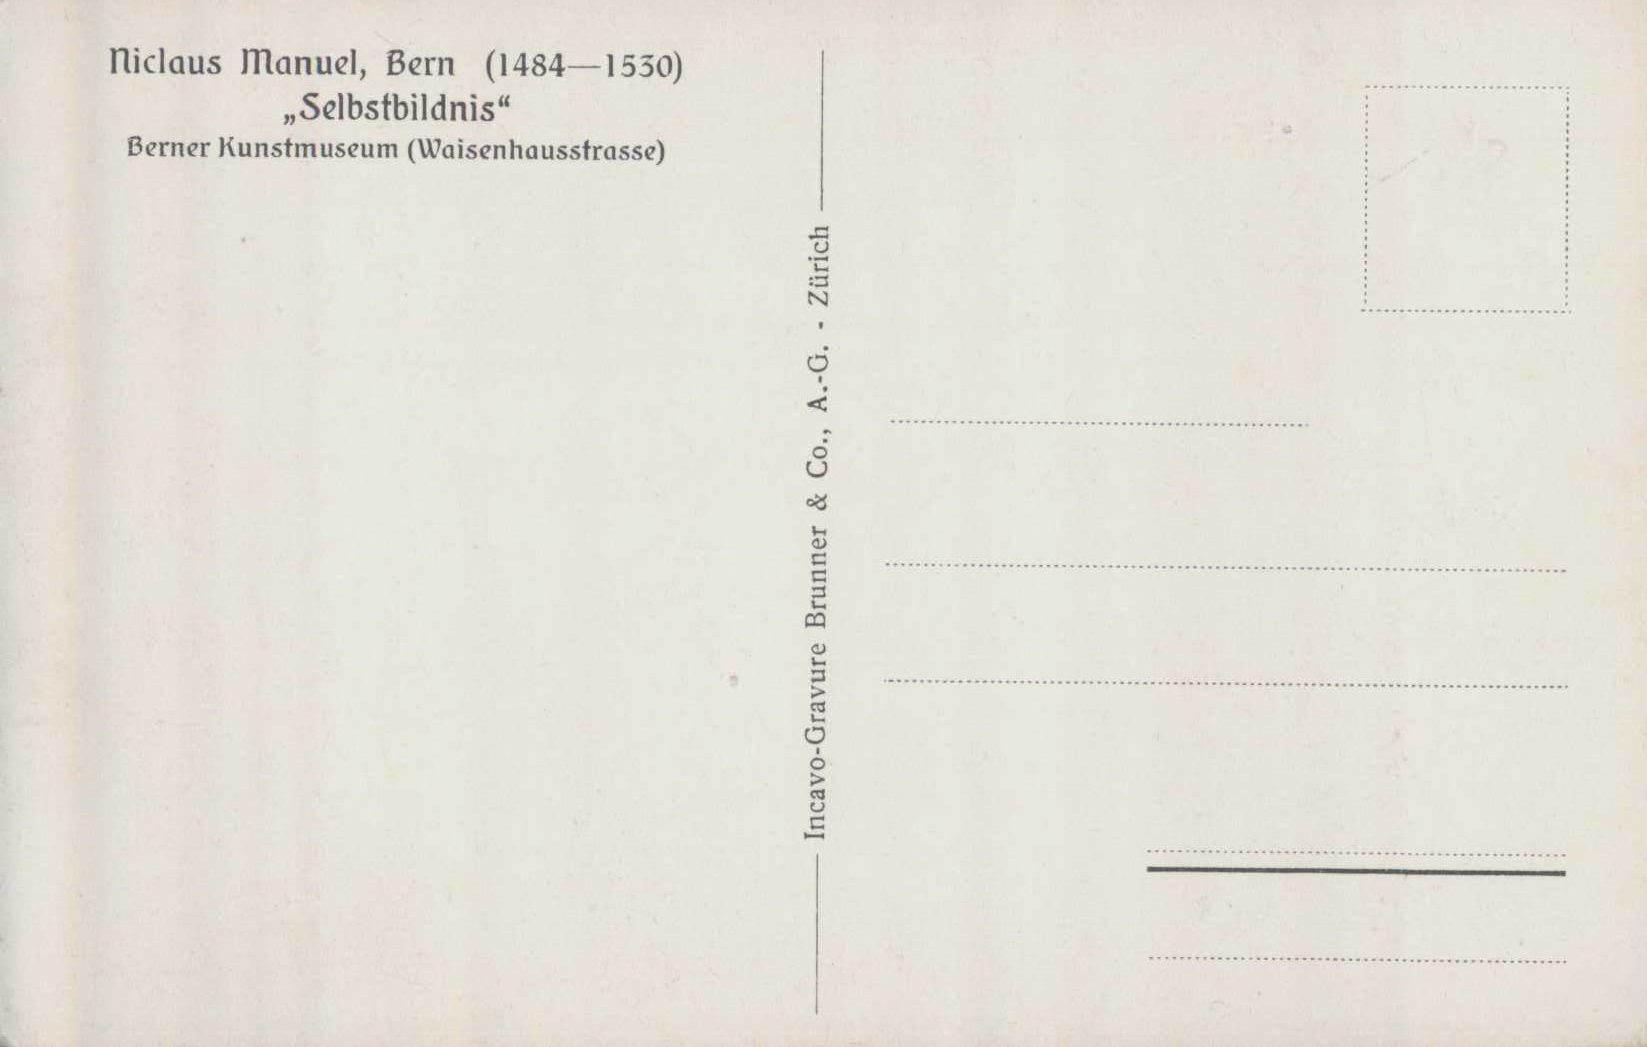 Niclaus Manuel, Bern (1484—1530)
„Selbstbildnis“
Berner Kunstmuseum (Waisenhausstrasse)
Incavo-Gravure Brunner & Co., A.-G. - Zürich